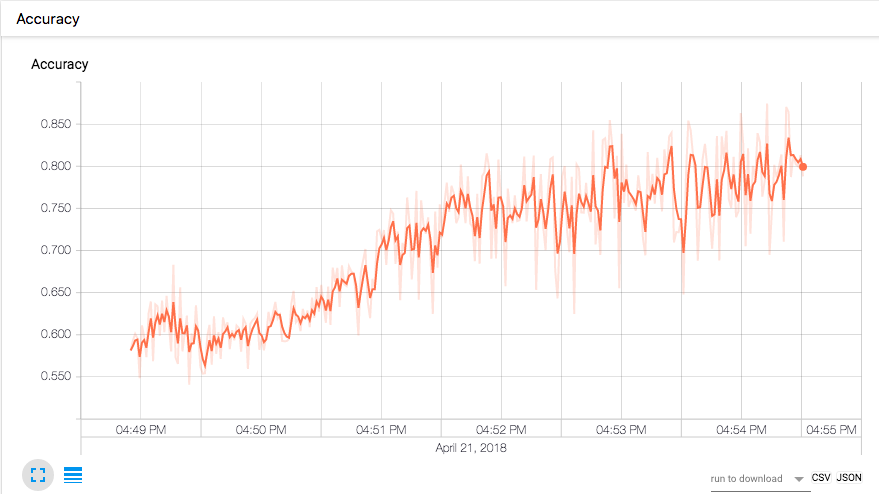 Accuracy
Accuracy
0.850
0.800
0.750
0.700
0.650
0.600
0.550
04:49 PM 04:50 PM 04:51 PM 04:52 PM 04:53 PM 04:54 PM 04:55 PM
April 21, 2018
run to download CSV JSON